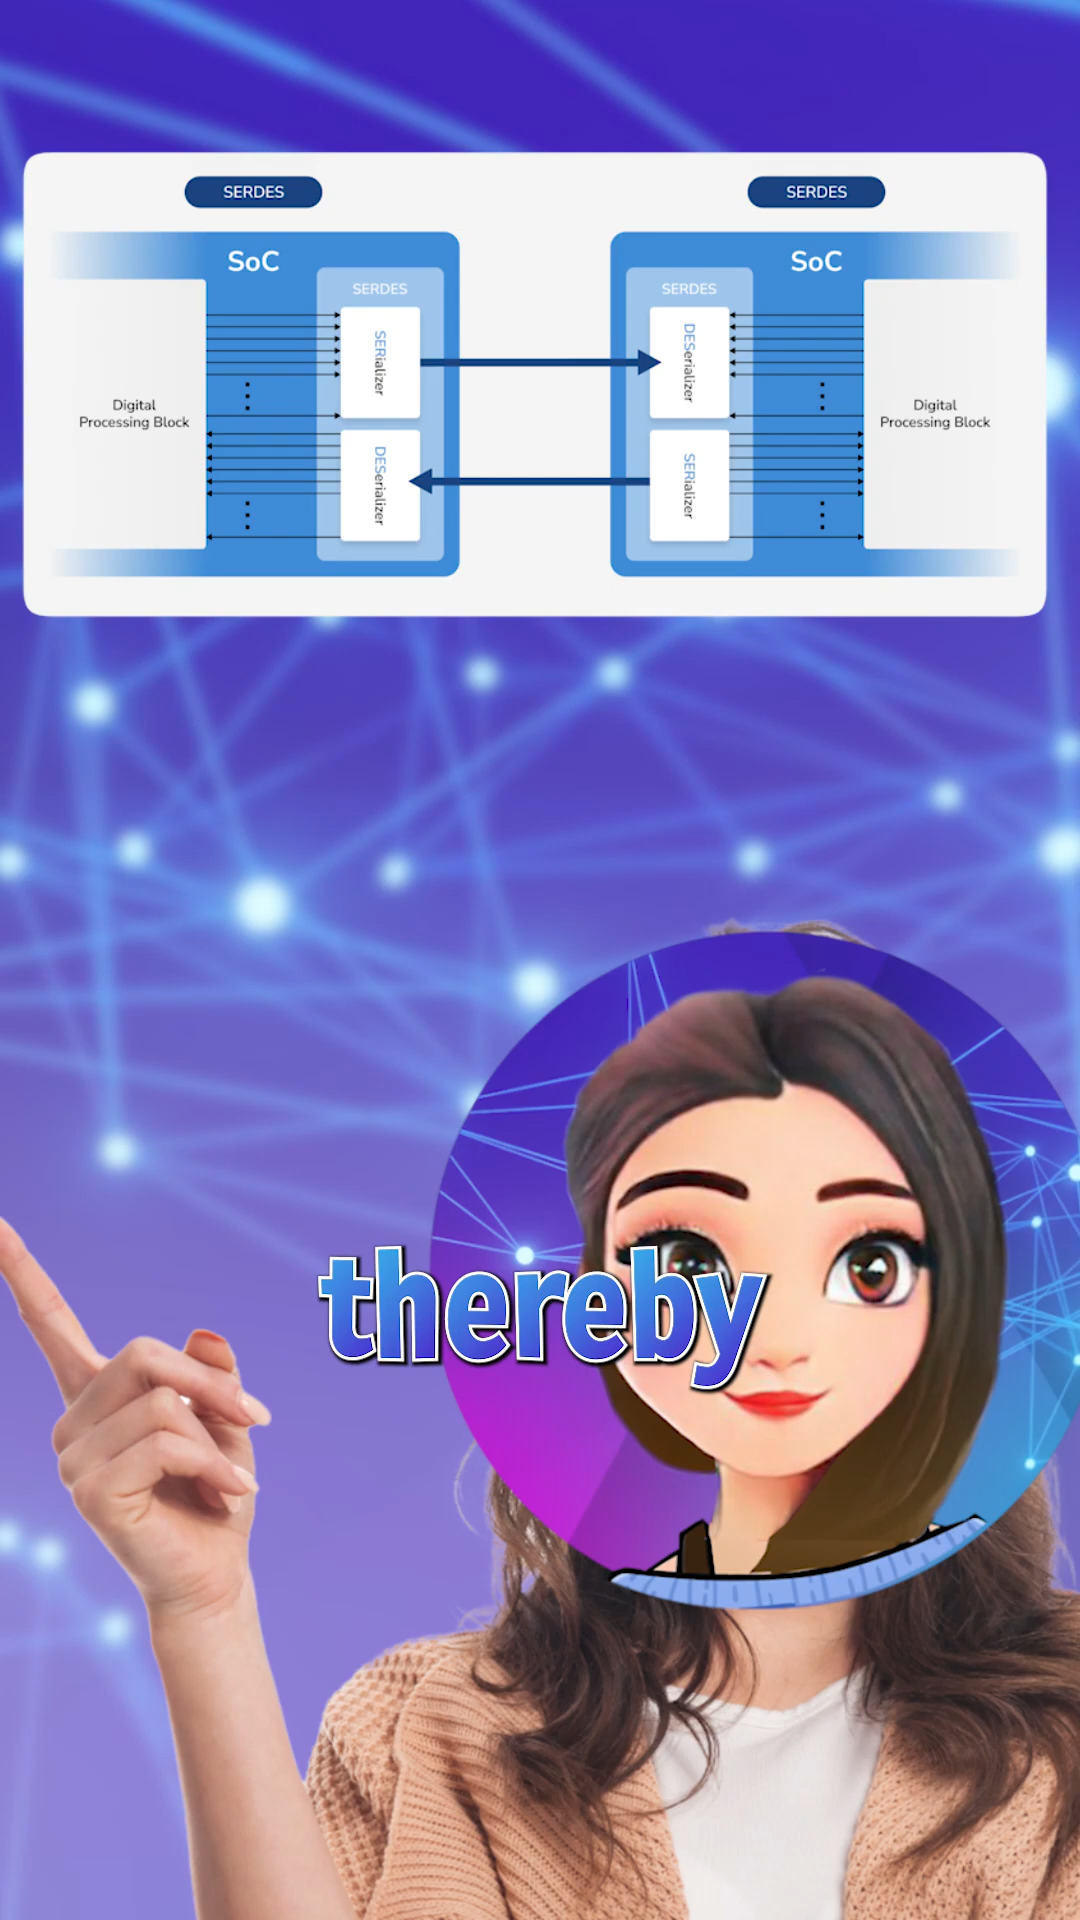 SERDES
SERDES
SoC
SoC
SERDES
SERDES
SERializer
DESerializer
Digital
Processing Block
Digital
Processing Block
DESerializer
SERializer
thereby